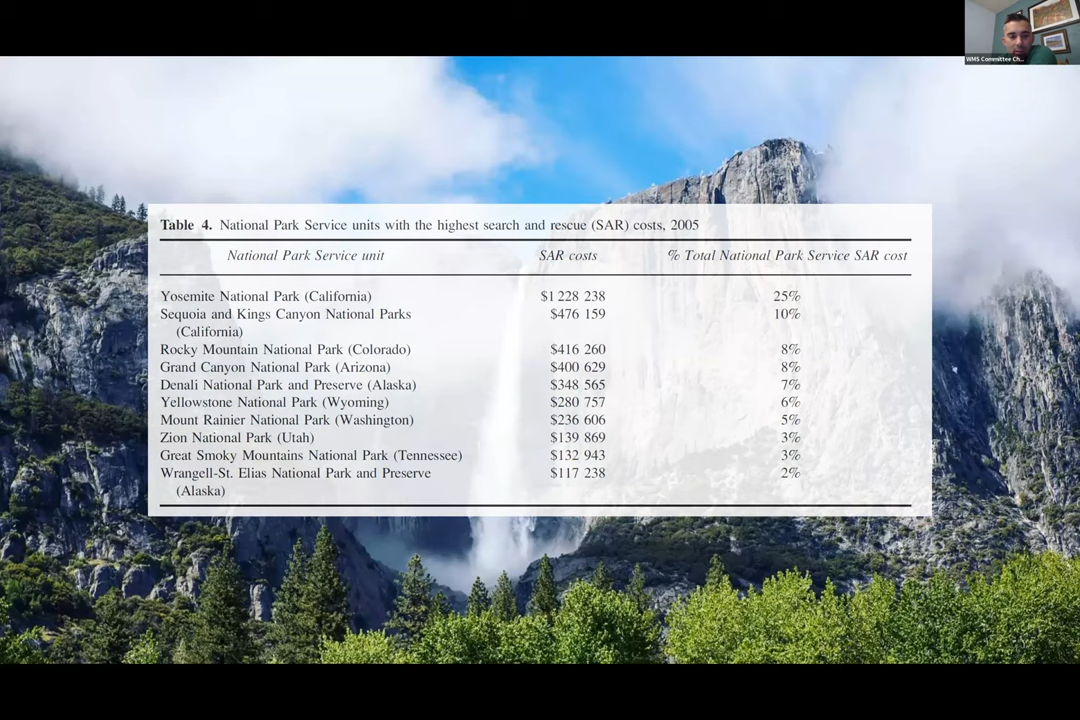 WMS Committee Ch...
Table 4. National Park Service units with the highest search and rescue (SAR) costs, 2005
National Park Service unit SAR costs % Total National Park Service SAR cost
Yosemite National Park (California) $1 228 238 25%
Sequoia and Kings Canyon National Parks $476 159 10%
(California)
Rocky Mountain National Park (Colorado) $416 260 8%
Grand Canyon National Park (Arizona) $400 629 8%
Denali National Park and Preserve (Alaska) $348 565 7%
Yellowstone National Park (Wyoming) $280 757 6%
Mount Rainier National Park (Washington) $236 606 5%
Zion National Park (Utah) $139 869 3%
Great Smoky Mountains National Park (Tennessee) $132 943 3%
Wrangell-St. Elias National Park and Preserve $117 238 2%
(Alaska)